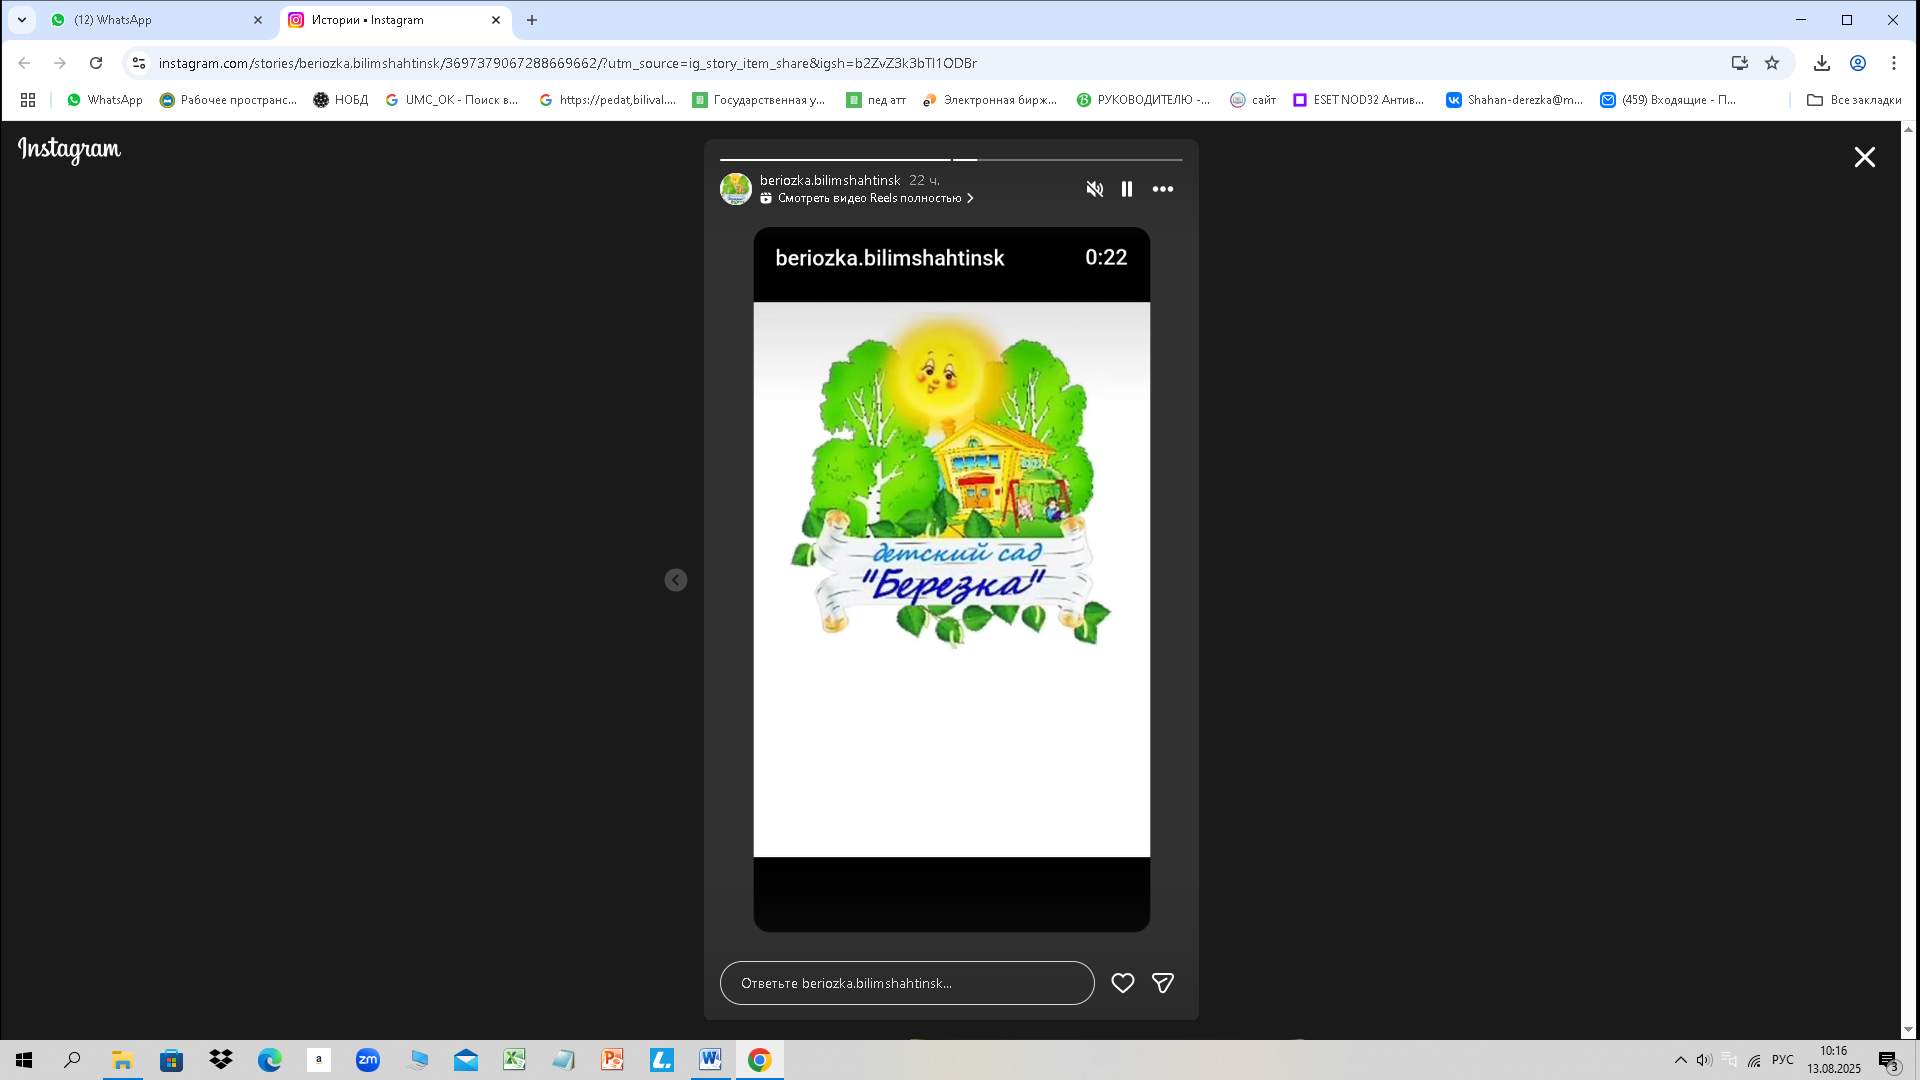 (12) WhatsApp
Истории • Instagram
instagram.com/stories/beriozka.bilimshahtinsk/3697379067288669662/?utm_source=ig_story_item_share&igsh=b2ZvZ3k3bTl1ODBr
WhatsApp
Рабочее пространс...
НОБД
UMC_OK - Поиск в...
https://pedat,bilival....
Государственная у...
пед атт
Электронная бирж...
РУКОВОДИТЕЛЮ -...
сайт
ESET NOD32 Антив...
Shahan-derezka@m...
(459) Входящие - П...
Все закладки
Instagram
beriozka.bilimshahtinsk 22 ч.
Смотреть видео Reels полностью
beriozka.bilimshahtinsk 0:22
детский сад
"Березка"
Ответьте beriozka.bilimshahtinsk...
РУС
10:16
13.08.2025
3